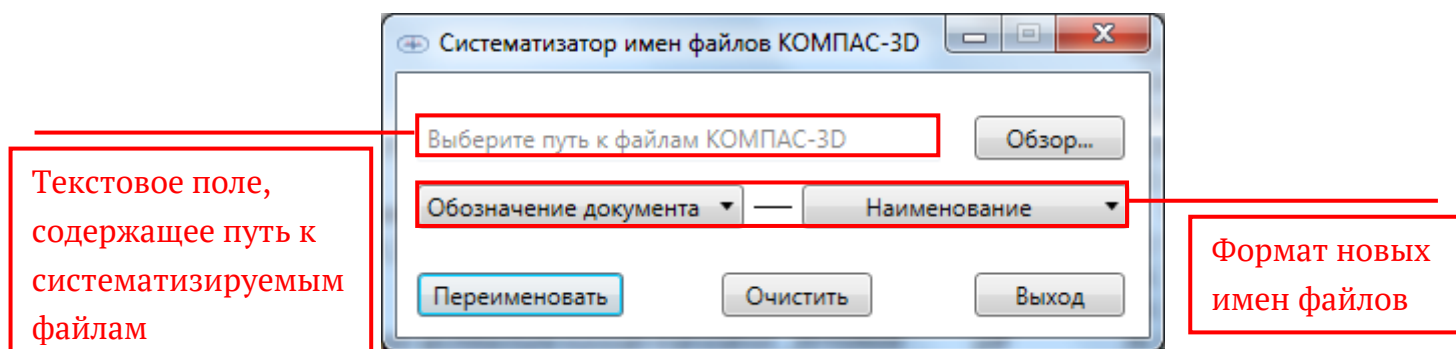 Систематизатор имен файлов КОМПАС-3D
Выберите путь к файлам КОМПАС-3D
Обзор...
Текстовое поле,
содержащее путь к
систематизируемым
файлам
Обозначение документа — Наименование
Формат новых
имен файлов
Переименовать
Очистить
Выход